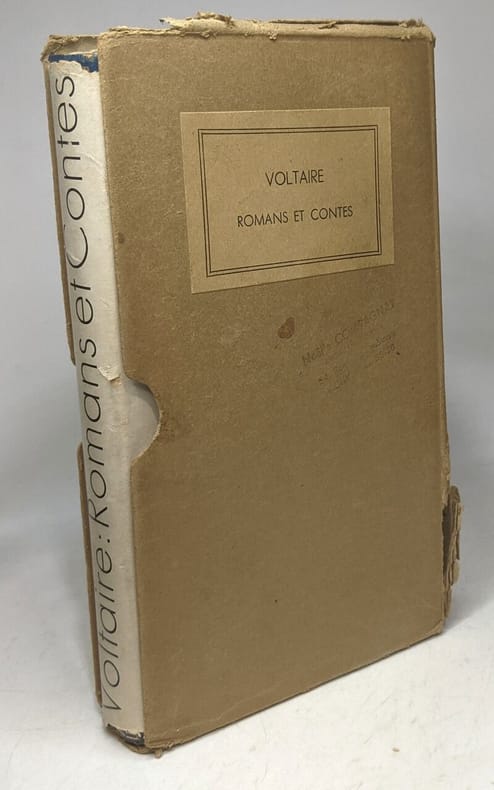 Voltaire: Romans et Contes
VOLTAIRE
ROMANS ET CONTES